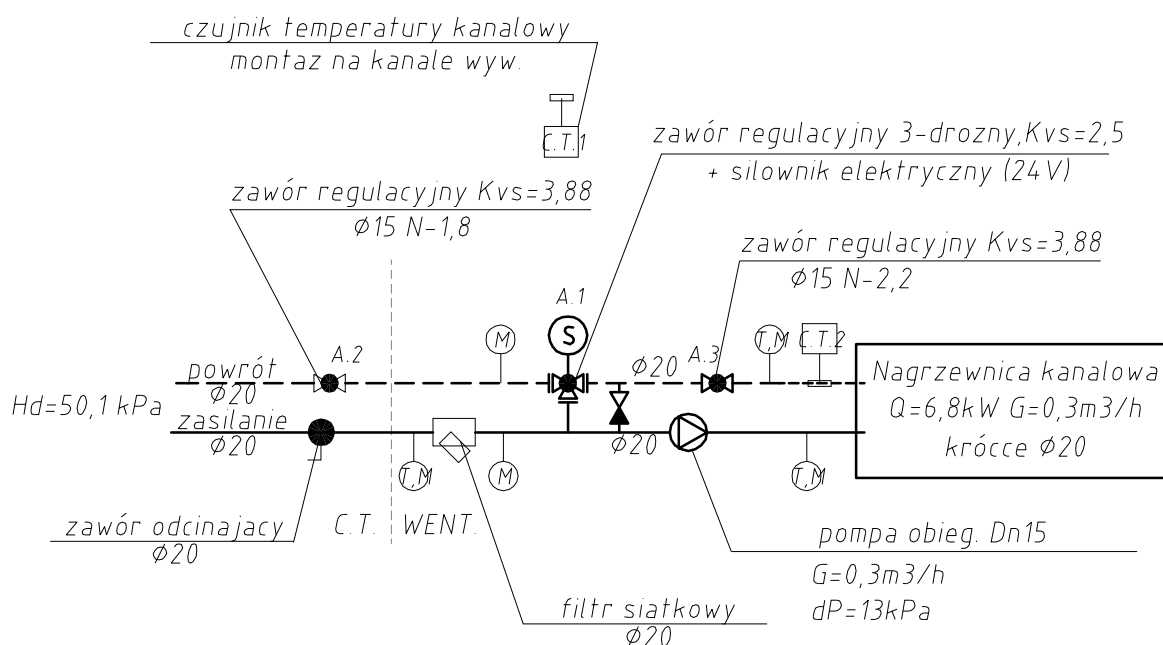 czujnik temperatury kanalowy
montaz na kanale wyw.
C.T.1
zawór regulacyjny 3-drozny,Kvs=2,5
+ silownik elektryczny (24V)
zawór regulacyjny Kvs=3,88
Ø15 N-1,8
zawór regulacyjny Kvs=3,88
Ø15 N-2,2
A.1
S
M
T,M
C.T.2
A.2
A.3
powrót
Ø20
Ø20
Hd=50,1 kPa
zasilanie
Ø20
Ø20
Nagrzewnica kanalowa
Q=6,8kW G=0,3m3/h
krócce Ø20
T,M
M
T,M
zawór odcinajacy
Ø20
C.T.
WENT.
pompa obieg. Dn15
G=0,3m3/h
dP=13kPa
filtr siatkowy
Ø20